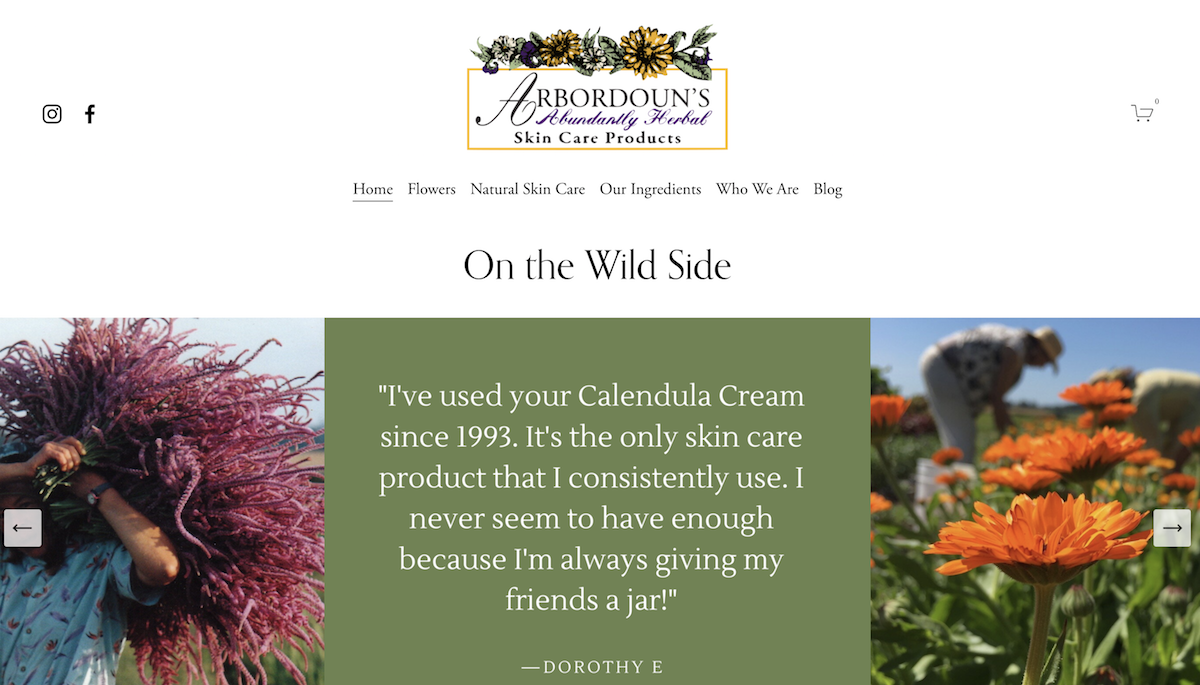 ARBORDOUN'S
Abundantly Herbal
Skin Care Products
0
Home Flowers Natural Skin Care Our Ingredients Who We Are Blog
On the Wild Side
"I've used your Calendula Cream
since 1993. It's the only skin care
product that I consistently use. I
never seem to have enough
because I'm always giving my
friends a jar!"
—DOROTHY E